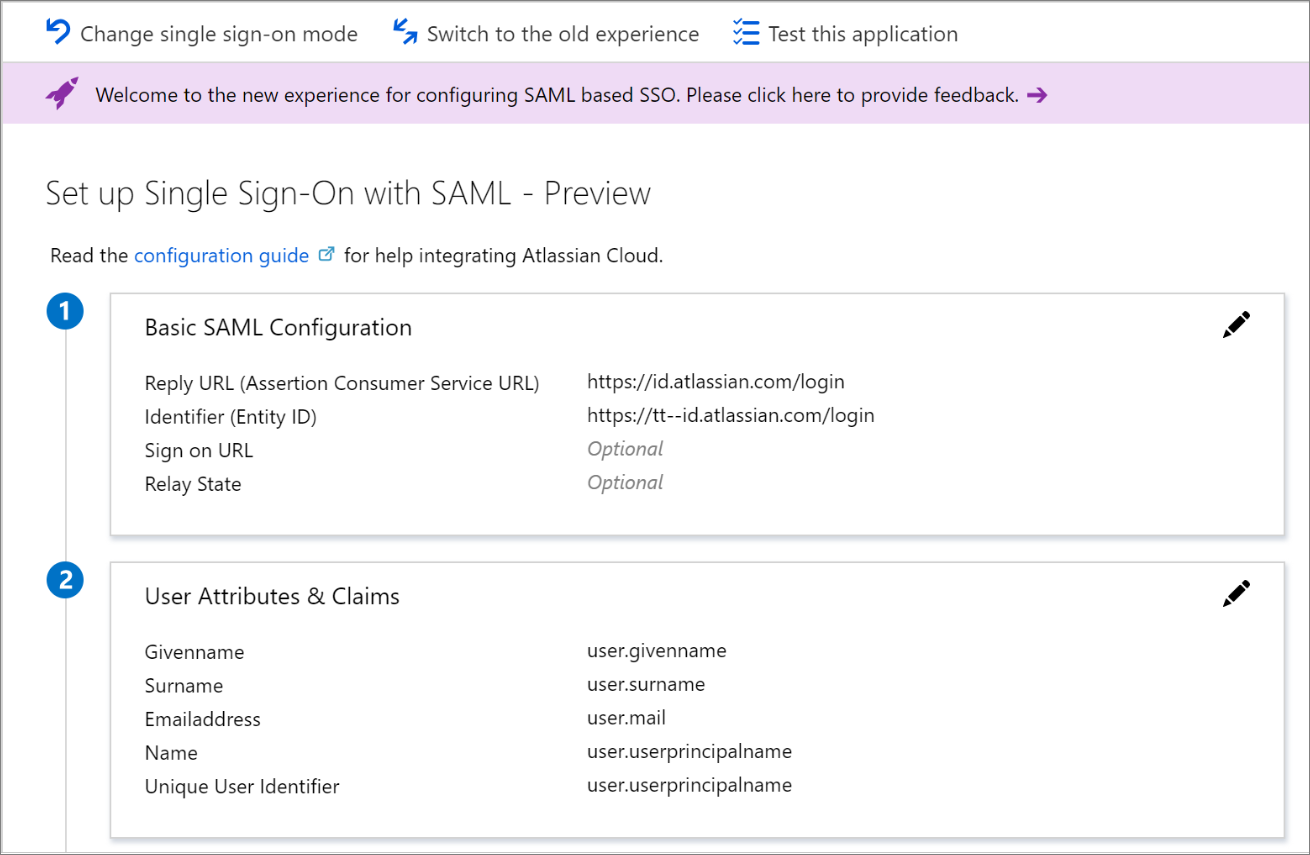 Change single sign-on mode Switch to the old experience Test this application
Welcome to the new experience for configuring SAML based SSO. Please click here to provide feedback. →
Set up Single Sign-On with SAML - Preview
Read the configuration guide for help integrating Atlassian Cloud.
1
Basic SAML Configuration
Reply URL (Assertion Consumer Service URL) https://id.atlassian.com/login
Identifier (Entity ID) https://tt--id.atlassian.com/login
Sign on URL Optional
Relay State Optional
2
User Attributes & Claims
Givenname user.givenname
Surname user.surname
Emailaddress user.mail
Name user.userprincipalname
Unique User Identifier user.userprincipalname